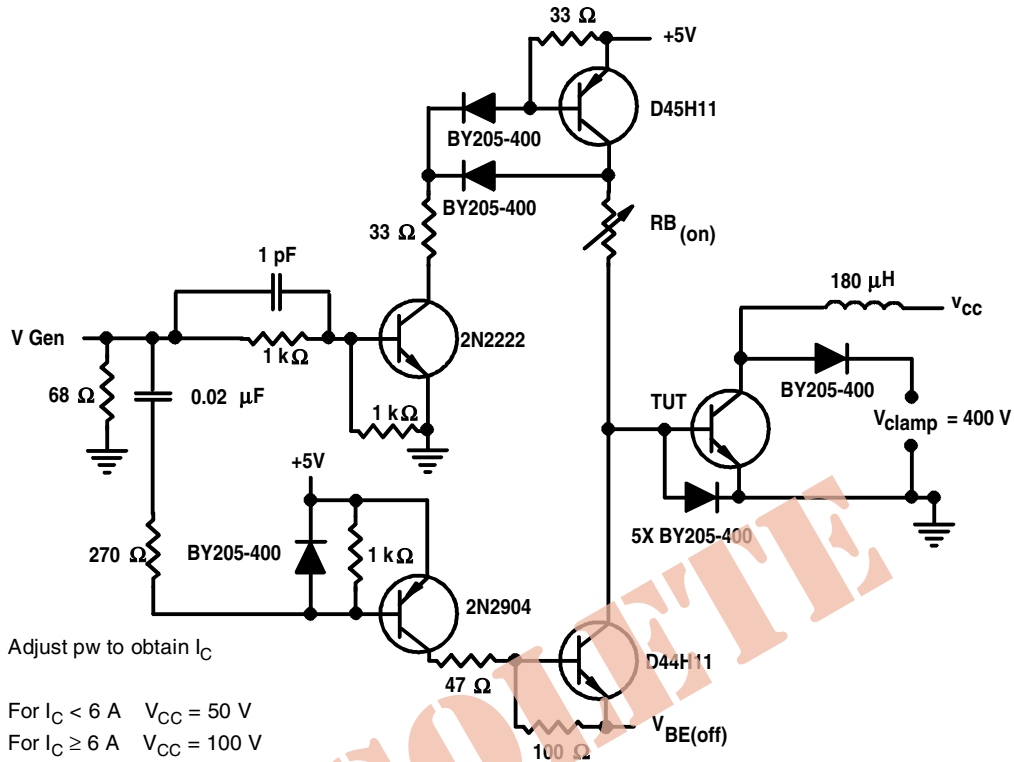 33 Ω
+5V
D45H11
BY205-400
BY205-400
33 Ω
RB(on)
1 pF
180 µH
vcc
V Gen
1 kΩ
2N2222
BY205-400
68 Ω
0.02 µF
TUT
Vclamp = 400 V
1 kΩ
+5V
5X BY205-400
270 Ω
BY205-400
1 kΩ
2N2904
Adjust pw to obtain IC
D44H11
47 Ω
For IC < 6 A VCC = 50 V
VBE(off)
For IC ≥ 6 A VCC = 100 V
100 Ω